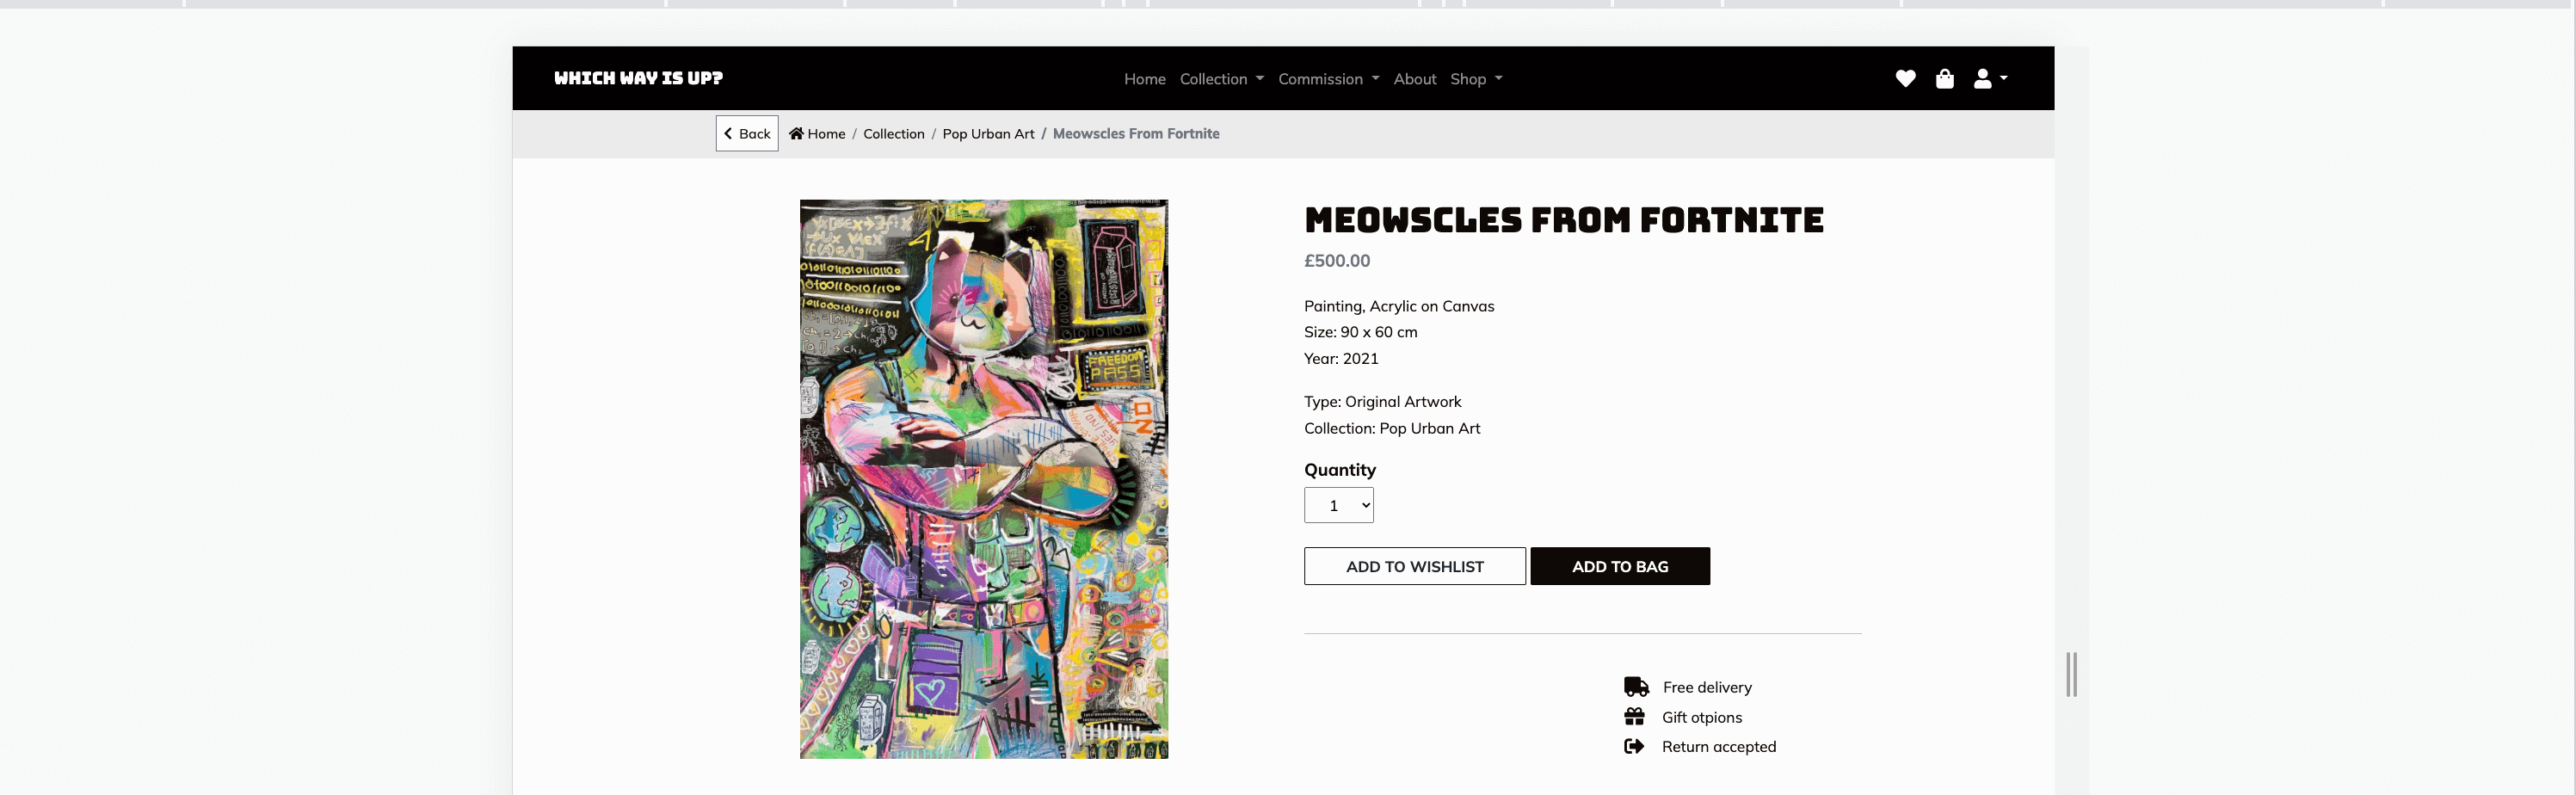 WHICH WAY IS UP?
Home Collection Commission About Shop
Back Home / Collection / Pop Urban Art / Meowscles From Fortnite
FREEDOM
PASS
MEOWSCLES FROM FORTNITE
£500.00
Painting, Acrylic on Canvas
Size: 90 x 60 cm
Year: 2021
Type: Original Artwork
Collection: Pop Urban Art
Quantity
1
ADD TO WISHLIST ADD TO BAG
Free delivery
Gift otpions
Return accepted